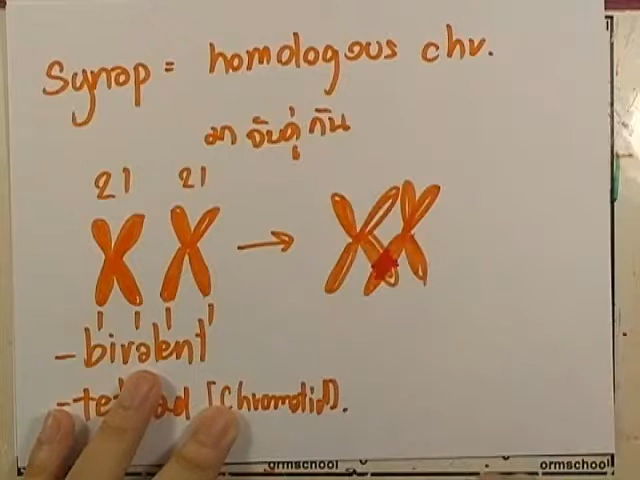 Synap = homologous chr.
มา จับคู่ กัน
21 21
- bivalent
[Chromatid].
ormschool ormschool